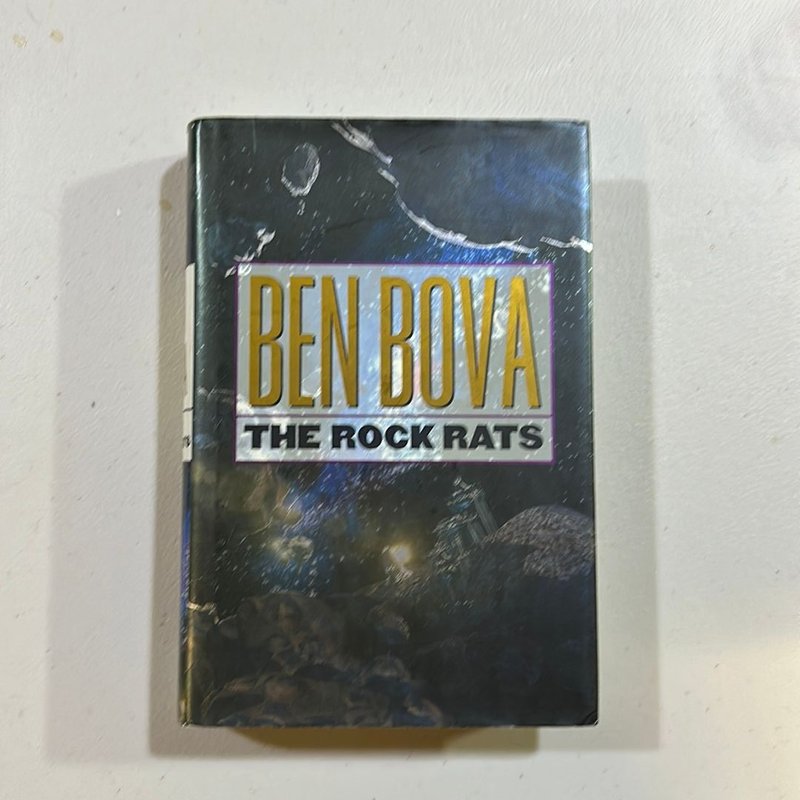 BEN BOVA
THE ROCK RATS